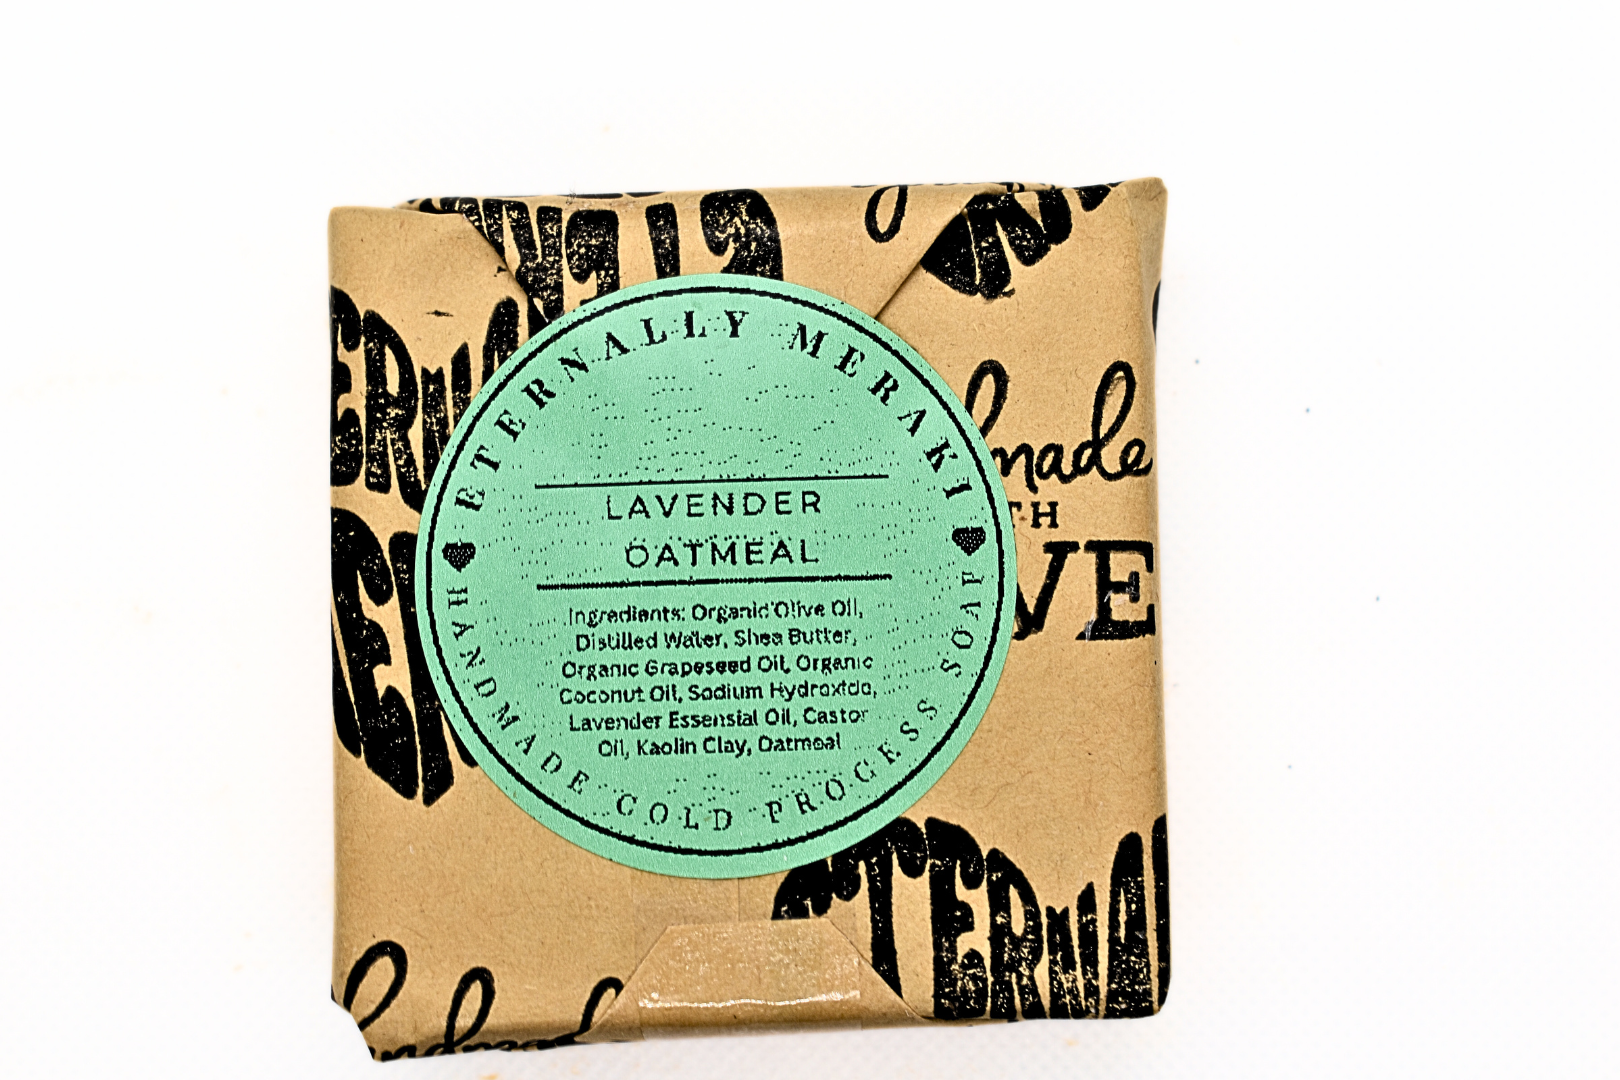 ETERNALLY MERAKI
LAVENDER
OATMEAL
Ingredients: Organic Olive Oil,
Distilled Water, Shea Butter,
Organic Grapeseed Oil, Organic
Coconut Oil, Sodium Hydroxide,
Lavender Essensial Oil, Castor
Oil, Kaolin Clay, Oatmeal
HANDMADE COLD PROCESS SOAP
made
TH
VE
ETERNA